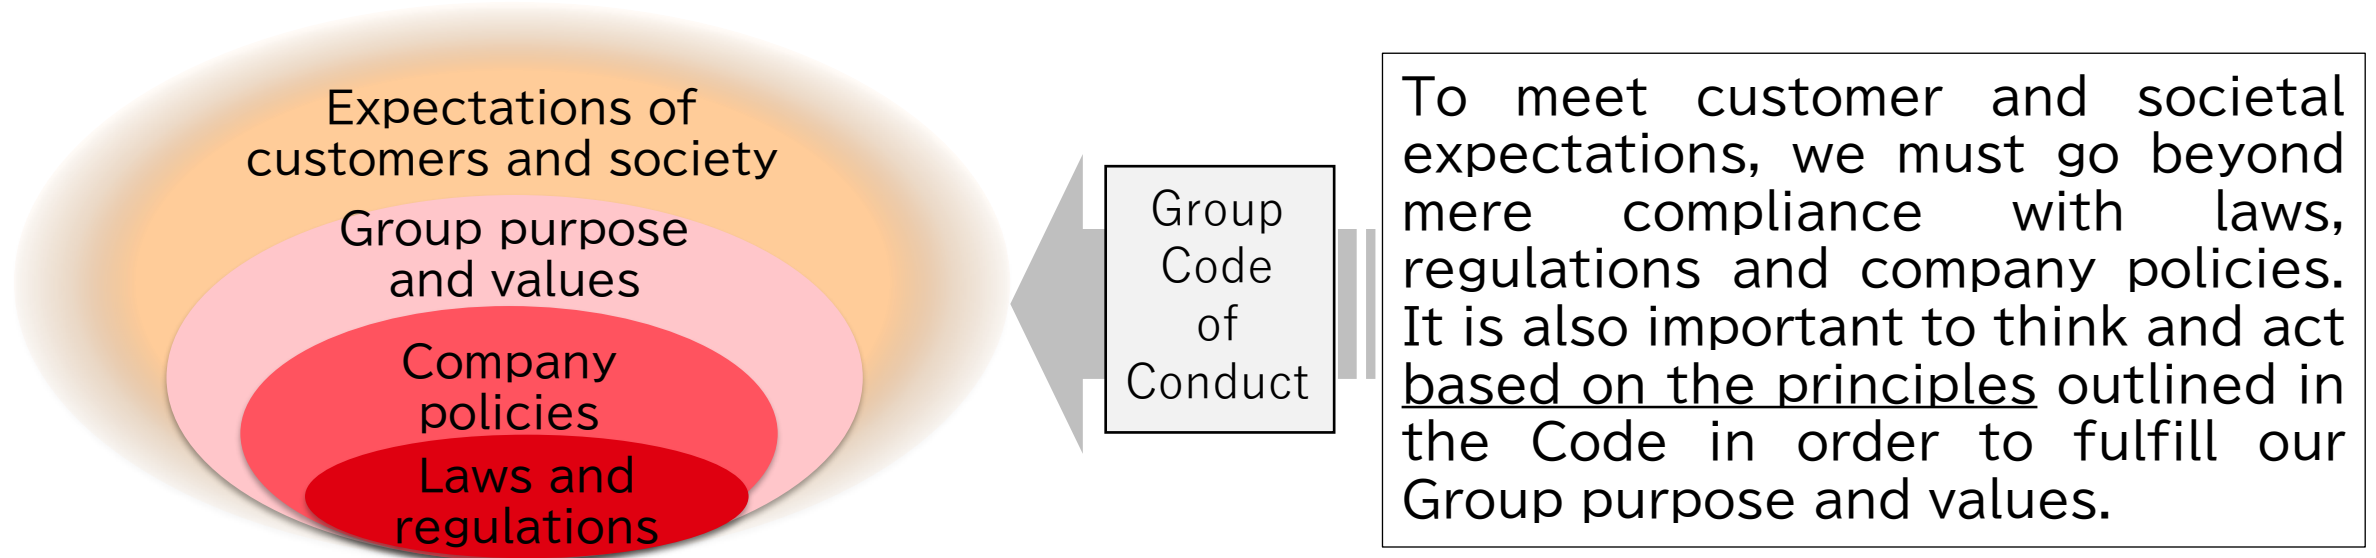 Expectations of
customers and society
Group purpose
and values
Company
policies
Laws and
regulations
Group
Code
of
Conduct
To meet customer and societal
expectations, we must go beyond
mere compliance with laws,
regulations and company policies.
It is also important to think and act
based on the principles outlined in
the Code in order to fulfill our
Group purpose and values.